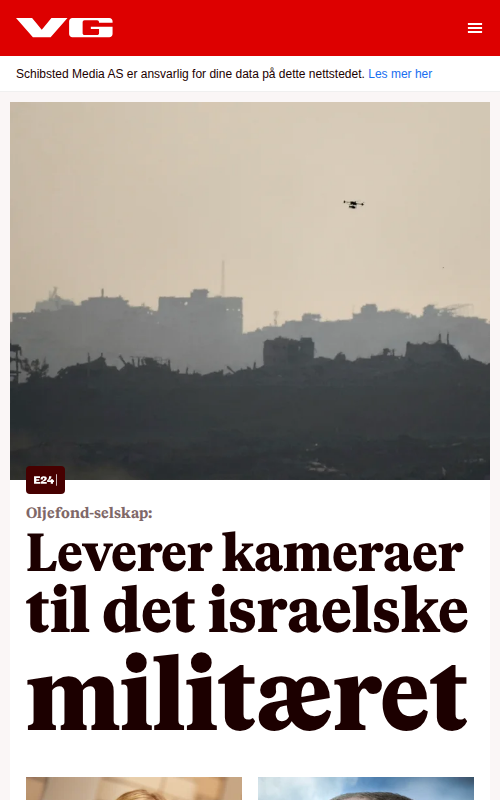 VG
Schibsted Media AS er ansvarlig for dine data på dette nettstedet. Les mer her
E24
Oljefond-selskap:
Leverer kameraer
til det israelske
militæret